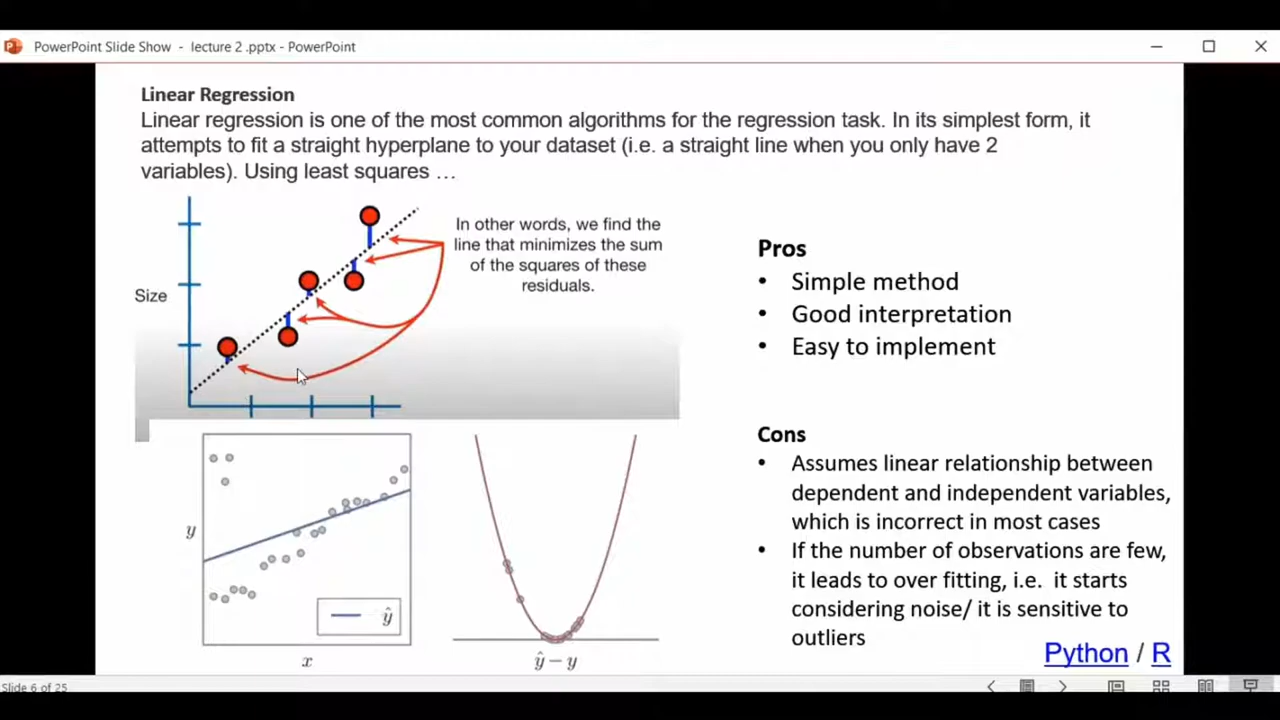 PowerPoint Slide Show - lecture 2 .pptx - PowerPoint
Linear Regression
Linear regression is one of the most common algorithms for the regression task. In its simplest form, it
attempts to fit a straight hyperplane to your dataset (i.e. a straight line when you only have 2
variables). Using least squares …
Size
In other words, we find the
line that minimizes the sum
of the squares of these
residuals.
Pros
• Simple method
• Good interpretation
• Easy to implement
Cons
• Assumes linear relationship between
dependent and independent variables,
which is incorrect in most cases
• If the number of observations are few,
it leads to over fitting, i.e. it starts
considering noise/ it is sensitive to
outliers
y
ŷ
x
ŷ − y
Python / R
Slide 6 of 25